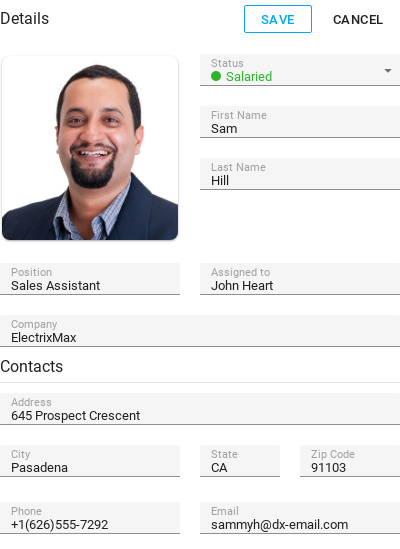 Details
SAVE
CANCEL
Status
Salaried
First Name
Sam
Last Name
Hill
Position
Sales Assistant
Assigned to
John Heart
Company
ElectrixMax
Contacts
Address
645 Prospect Crescent
City
Pasadena
State
CA
Zip Code
91103
Phone
+1(626)555-7292
Email
sammyh@dx-email.com